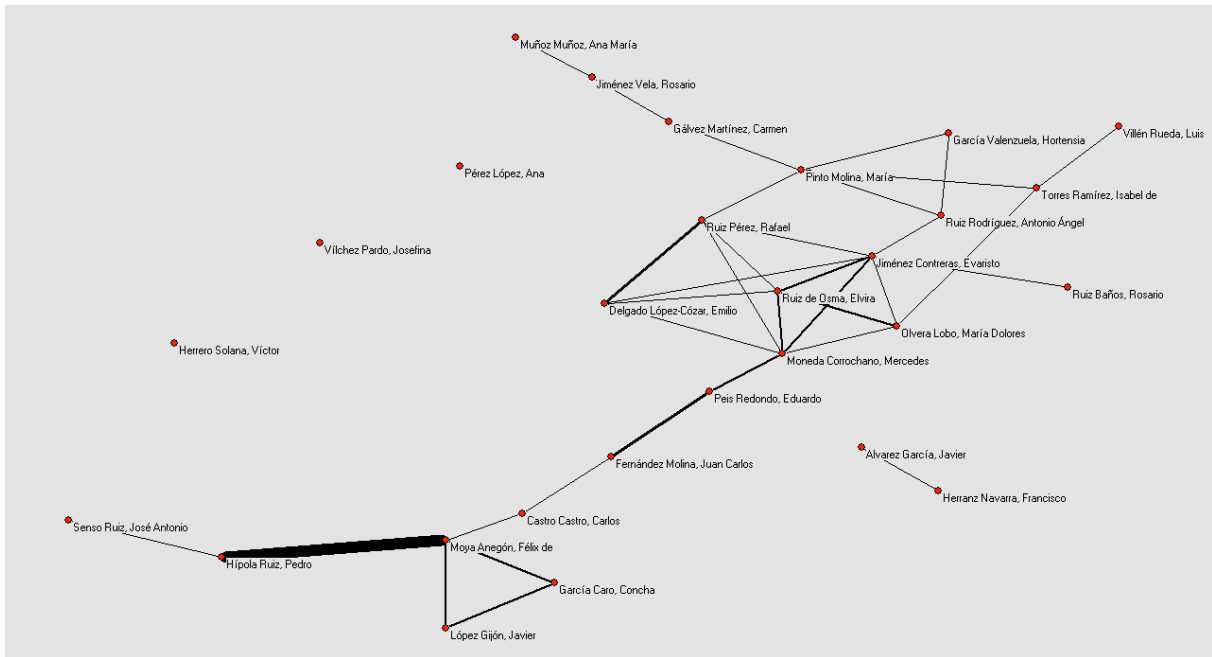 Muñoz Muñoz, Ana María
Jiménez Vela, Rosario
Gálvez Martínez, Carmen
Villén Rueda, Luis
García Valenzuela, Hortensia
Pérez López, Ana
Pinto Molina, María
Torres Ramírez, Isabel de
Ruiz Rodríguez, Antonio Ángel
Ruiz Pérez, Rafael
Vílchez Pardo, Josefina
Jiménez Contreras, Evaristo
Ruiz Baños, Rosario
Ruiz de Osma, Elvira
Delgado López-Cózar, Emilio
Olvera Lobo, María Dolores
Herrero Solana, Víctor
Moneda Corrochano, Mercedes
Peis Redondo, Eduardo
Alvarez García, Javier
Fernández Molina, Juan Carlos
Herranz Navarra, Francisco
Castro Castro, Carlos
Senso Ruiz, José Antonio
Moya Anegón, Félix de
Hípola Ruiz, Pedro
García Caro, Concha
López Gijón, Javier